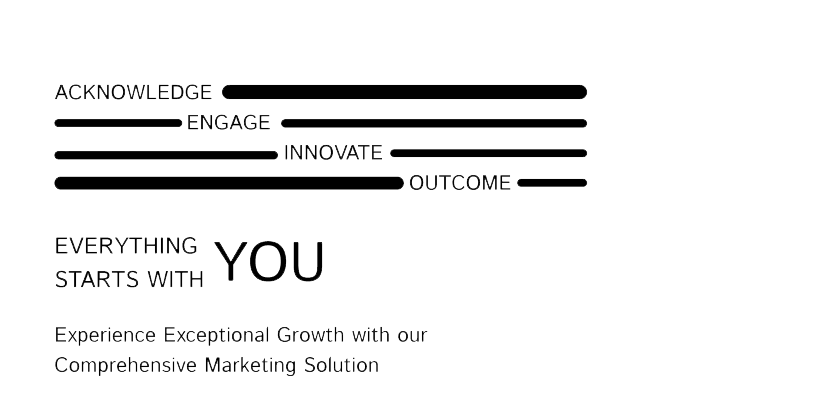 ACKNOWLEDGE
ENGAGE
INNOVATE
OUTCOME
EVERYTHING
STARTS WITH YOU
Experience Exceptional Growth with our
Comprehensive Marketing Solution